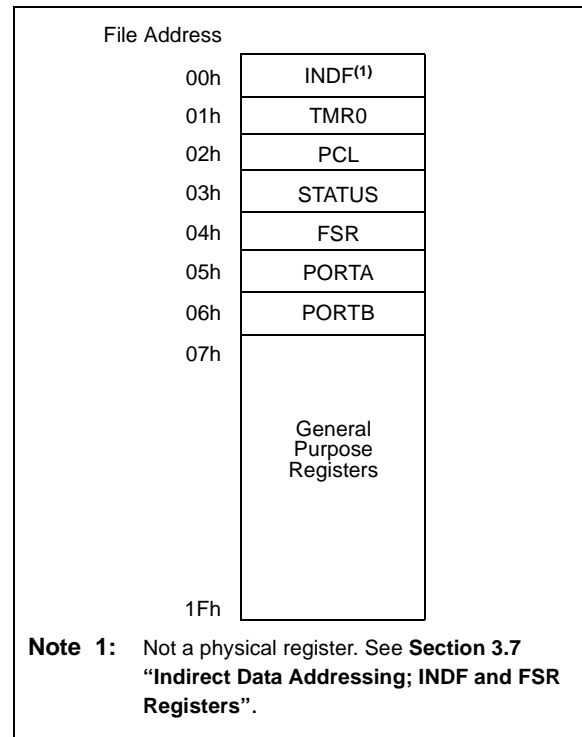 File Address
00h INDF(1)
01h TMR0
02h PCL
03h STATUS
04h FSR
05h PORTA
06h PORTB
07h
General
Purpose
Registers
1Fh
Note 1: Not a physical register. See Section 3.7
“Indirect Data Addressing; INDF and FSR
Registers”.